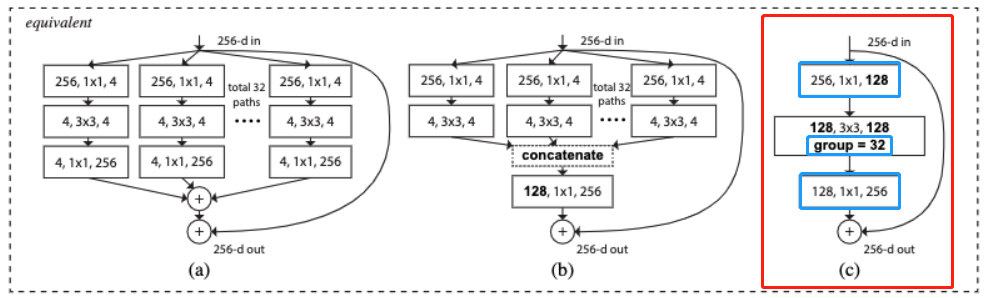 equivalent
256-d in
256, 1x1, 4
256, 1x1, 4
256, 1x1, 4
total 32
paths
4, 3x3, 4
4, 3x3, 4
....
4, 3x3, 4
4, 1x1, 256
4, 1x1, 256
4, 1x1, 256
+
+
256-d out
(a)
256-d in
256, 1x1, 4
256, 1x1, 4
256, 1x1, 4
total 32
paths
4, 3x3, 4
4, 3x3, 4
....
4, 3x3, 4
concatenate
128, 1x1, 256
+
256-d out
(b)
256-d in
256, 1x1, 128
128, 3x3, 128
group = 32
128, 1x1, 256
+
256-d out
(c)